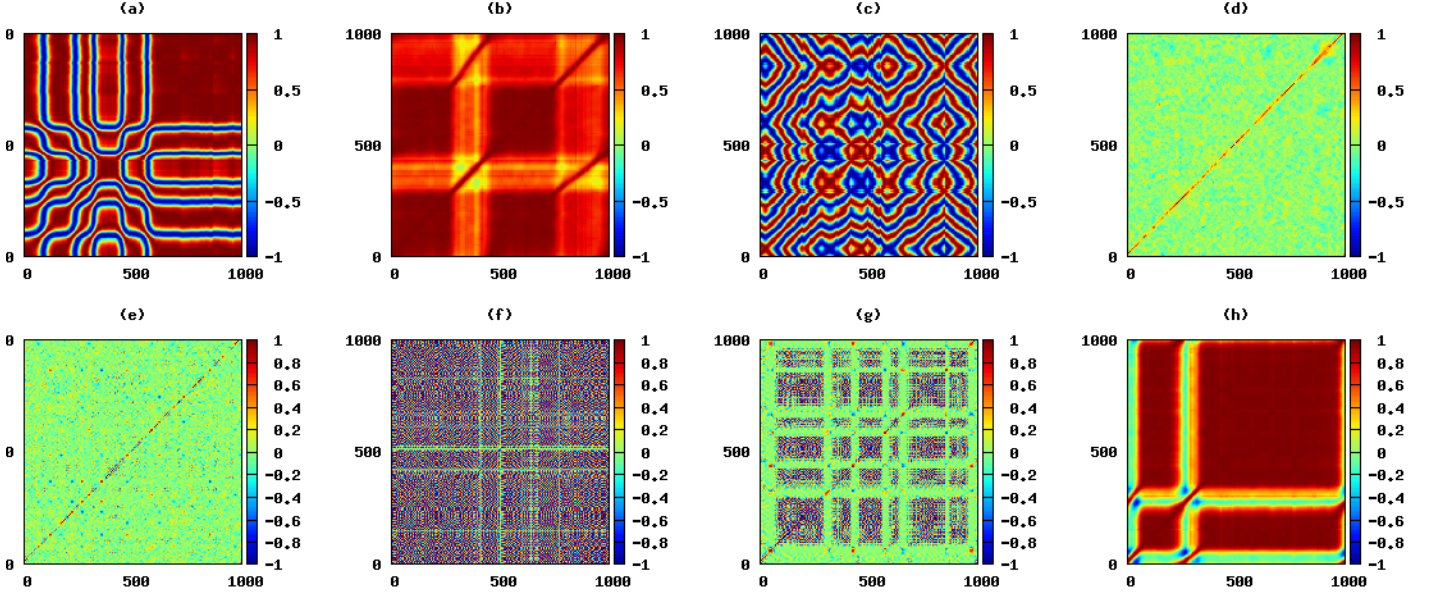 (a) (b) (c) (d)
0 1 1000 1 1000 1 1000 1
0.5 0.5 0.5 0.5
0 0 500 0 500 0 500 0
-0.5 -0.5 -0.5 -0.5
0 -1 0 -1 0 -1 0 -1
0 500 1000 0 500 1000 0 500 1000 0 500 1000
(e) (f) (g) (h)
0 1 1000 1 1000 1 1000 1
0.8 0.8 0.8 0.8
0.6 0.6 0.6 0.6
0.4 0.4 0.4 0.4
0.2 0.2 0.2 0.2
0 0 500 0 500 0 500 0
-0.2 -0.2 -0.2 -0.2
-0.4 -0.4 -0.4 -0.4
-0.6 -0.6 -0.6 -0.6
-0.8 -0.8 -0.8 -0.8
0 -1 0 -1 0 -1 0 -1
0 500 1000 0 500 1000 0 500 1000 0 500 1000